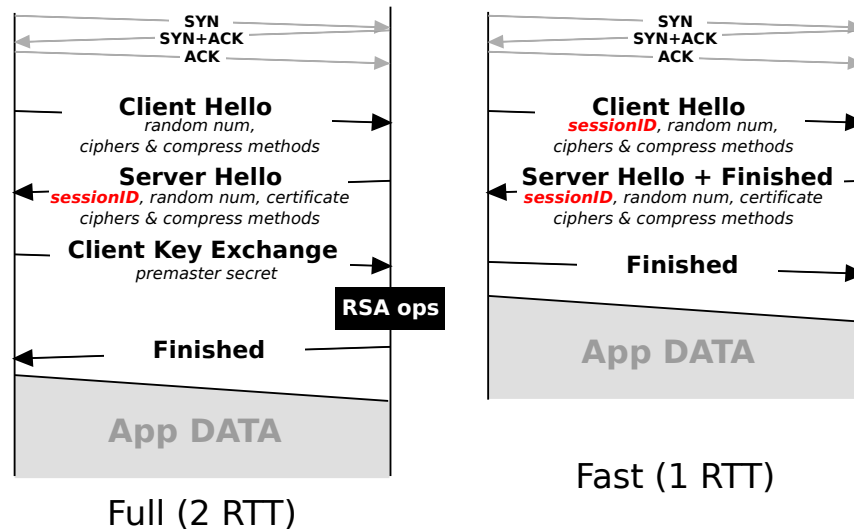 SYN
SYN+ACK
ACK
Client Hello
random num,
ciphers & compress methods
Server Hello
sessionID, random num, certificate
ciphers & compress methods
Client Key Exchange
premaster secret
RSA ops
Finished
App DATA
Full (2 RTT)
SYN
SYN+ACK
ACK
Client Hello
sessionID, random num,
ciphers & compress methods
Server Hello + Finished
sessionID, random num, certificate
ciphers & compress methods
Finished
App DATA
Fast (1 RTT)